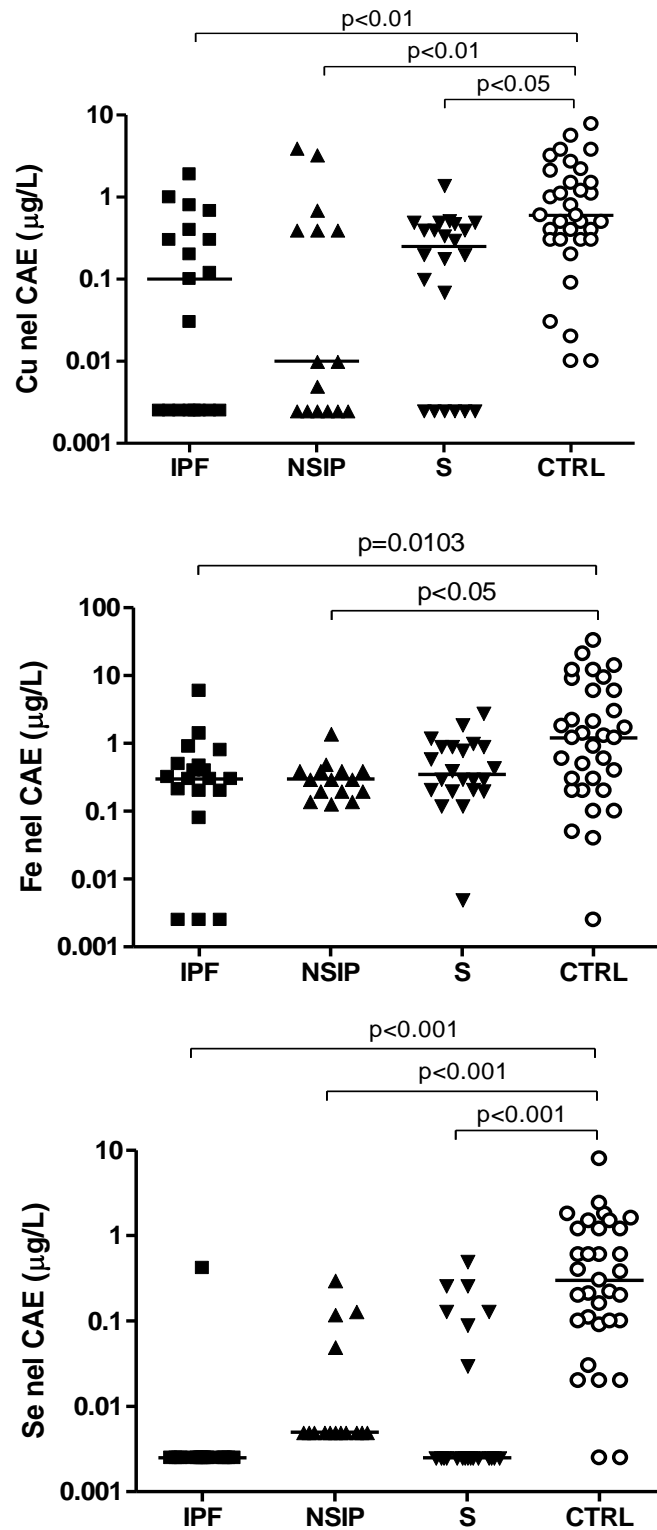 p<0.01
p<0.01
p<0.05
Cu nel CAE (µg/L)
10
1
0.1
0.01
0.001
IPF NSIP S CTRL
p=0.0103
p<0.05
Fe nel CAE (µg/L)
100
10
1
0.1
0.01
0.001
IPF NSIP S CTRL
p<0.001
p<0.001
p<0.001
Se nel CAE (µg/L)
10
1
0.1
0.01
0.001
IPF NSIP S CTRL